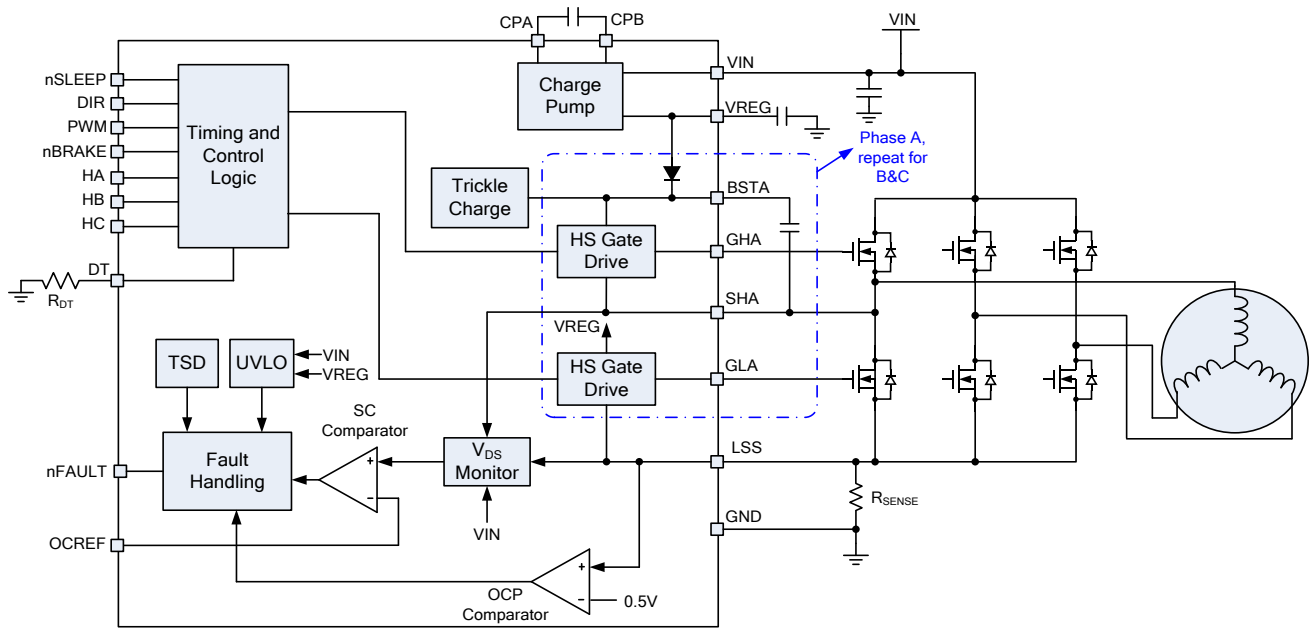 CPA
CPB
VIN
nSLEEP
DIR
PWM
nBRAKE
HA
HB
HC
DT
RDT
Timing and
Control
Logic
Charge
Pump
VIN
VREG
Phase A,
repeat for
B&C
Trickle
Charge
BSTA
HS Gate
Drive
GHA
SHA
VREG
HS Gate
Drive
GLA
TSD
UVLO
VIN
VREG
SC
Comparator
+
−
nFAULT
Fault
Handling
VDS
Monitor
VIN
LSS
RSENSE
GND
OCREF
OCP
Comparator
+
−
0.5V